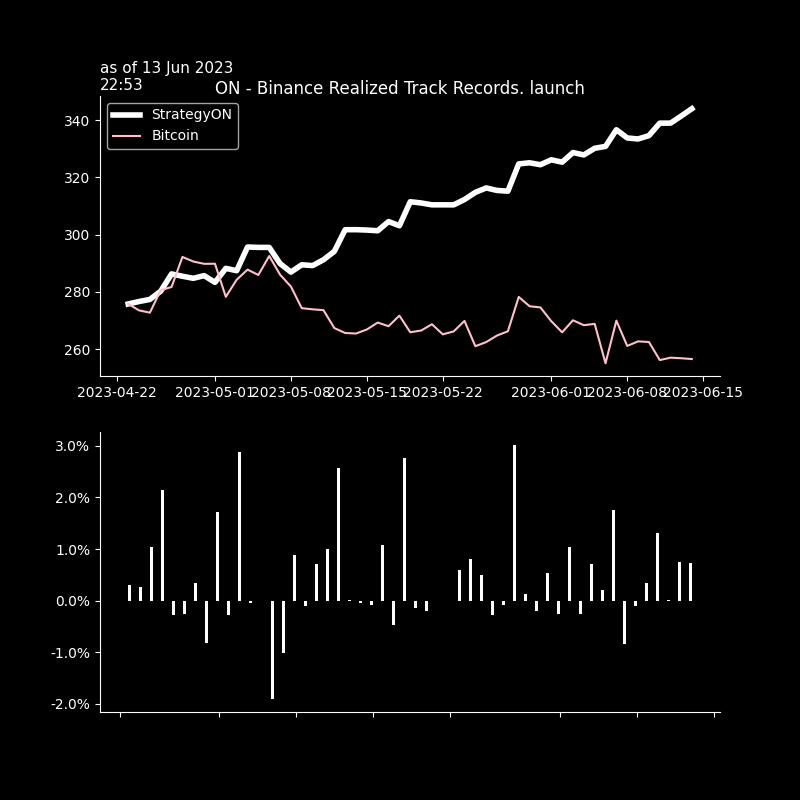 as of 13 Jun 2023
22:53
ON - Binance Realized Track Records. launch
StrategyON
Bitcoin
340
320
300
280
260
2023-04-22 2023-05-01 2023-05-08 2023-05-15 2023-05-22 2023-06-01 2023-06-08 2023-06-15
3.0%
2.0%
1.0%
0.0%
-1.0%
-2.0%